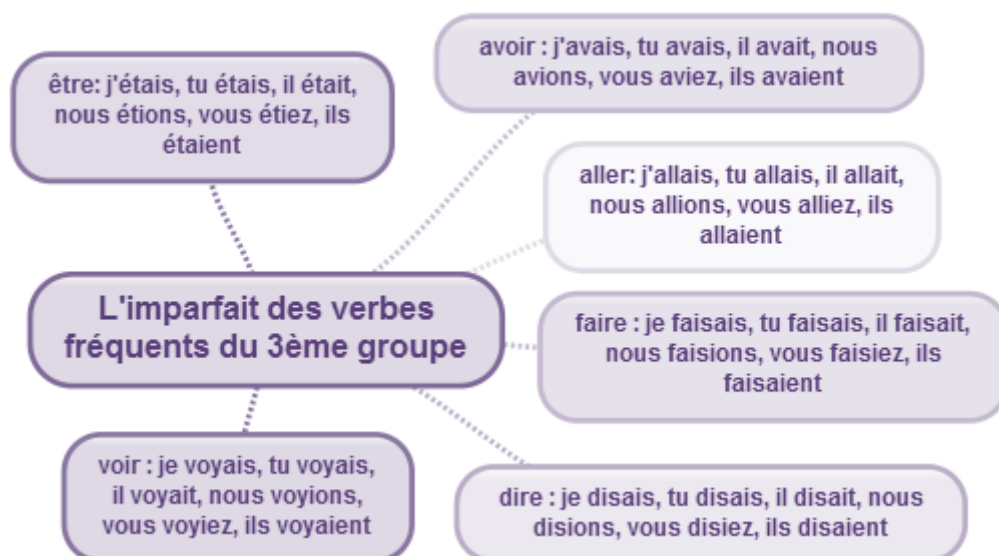 avoir : j'avais, tu avais, il avait, nous
avions, vous aviez, ils avaient
être: j'étais, tu étais, il était,
nous étions, vous étiez, ils
étaient
aller: j'allais, tu allais, il allait,
nous allions, vous alliez, ils
allaient
L'imparfait des verbes
fréquents du 3ème groupe
faire : je faisais, tu faisais, il faisait,
nous faisions, vous faisiez, ils
faisaient
voir : je voyais, tu voyais,
il voyait, nous voyions,
vous voyiez, ils voyaient
dire : je disais, tu disais, il disait, nous
disions, vous disiez, ils disaient